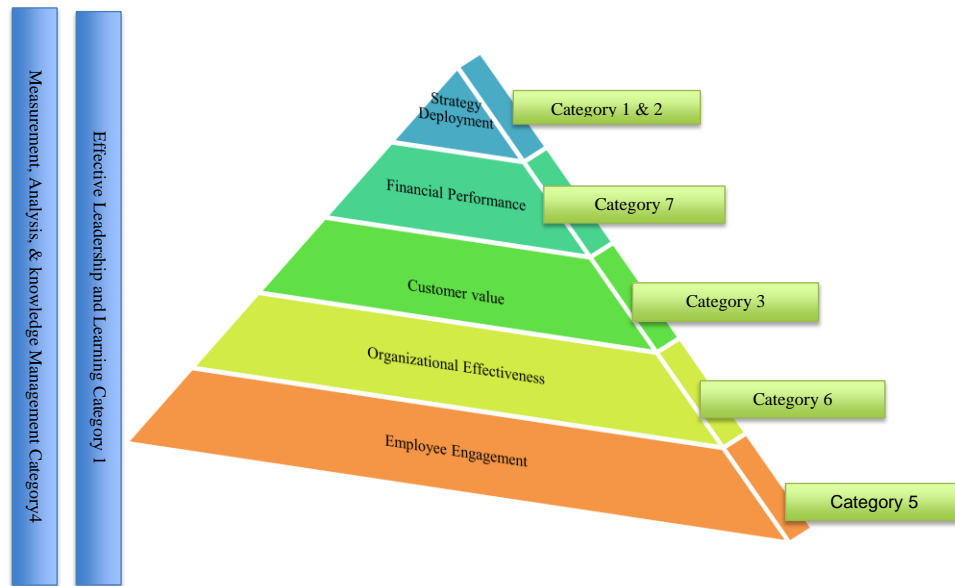 Measurement, Analysis, & knowledge Management Category4
Effective Leadership and Learning Category 1
Strategy
Deployment
Category 1 & 2
Financial Performance
Category 7
Customer value
Category 3
Organizational Effectiveness
Category 6
Employee Engagement
Category 5